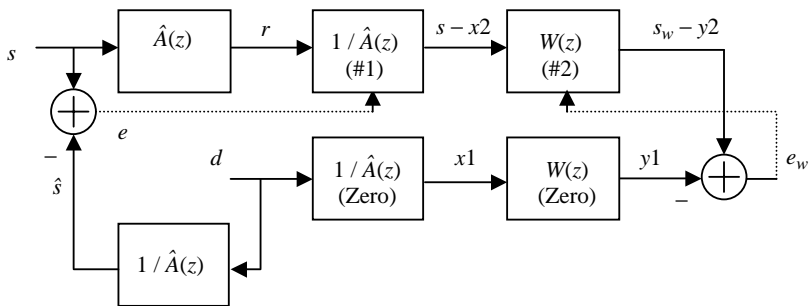 s
Â(z)
r
1 / Â(z)
(#1)
s – x2
W(z)
(#2)
s_w – y2
e
–
ŝ
d
1 / Â(z)
(Zero)
x1
W(z)
(Zero)
y1
–
e_w
1 / Â(z)